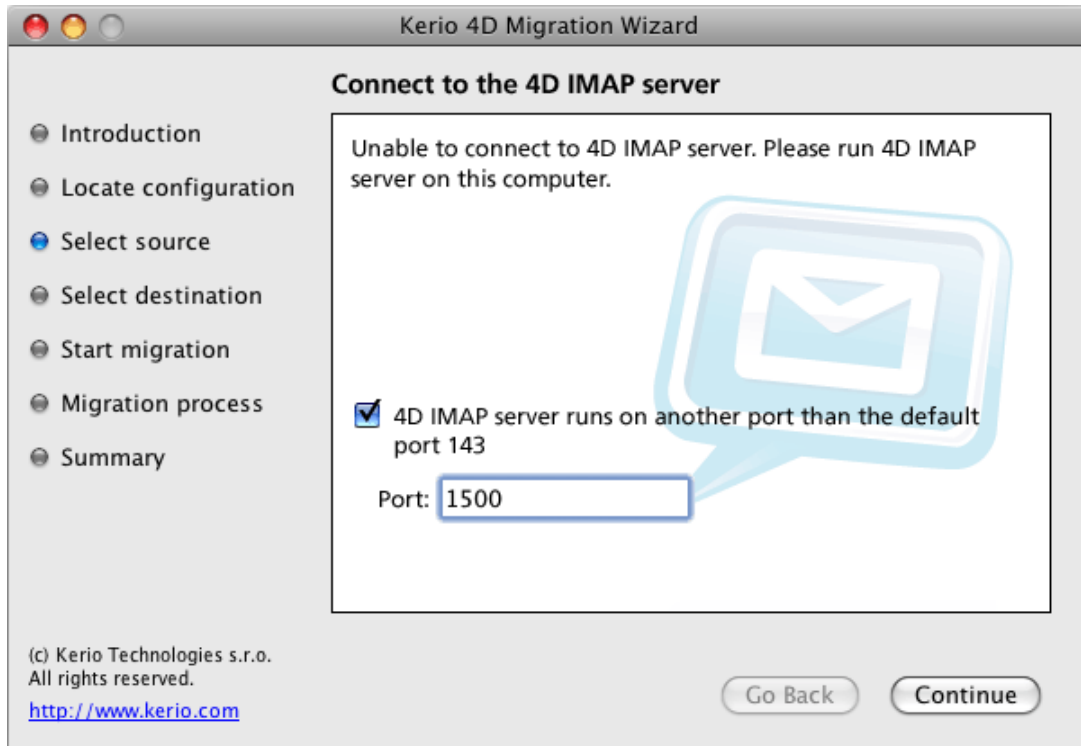 Kerio 4D Migration Wizard
Connect to the 4D IMAP server
Introduction
Locate configuration
Select source
Select destination
Start migration
Migration process
Summary
Unable to connect to 4D IMAP server. Please run 4D IMAP
server on this computer.
4D IMAP server runs on another port than the default
port 143
Port: 1500
(c) Kerio Technologies s.r.o.
All rights reserved.
http://www.kerio.com
Go Back
Continue